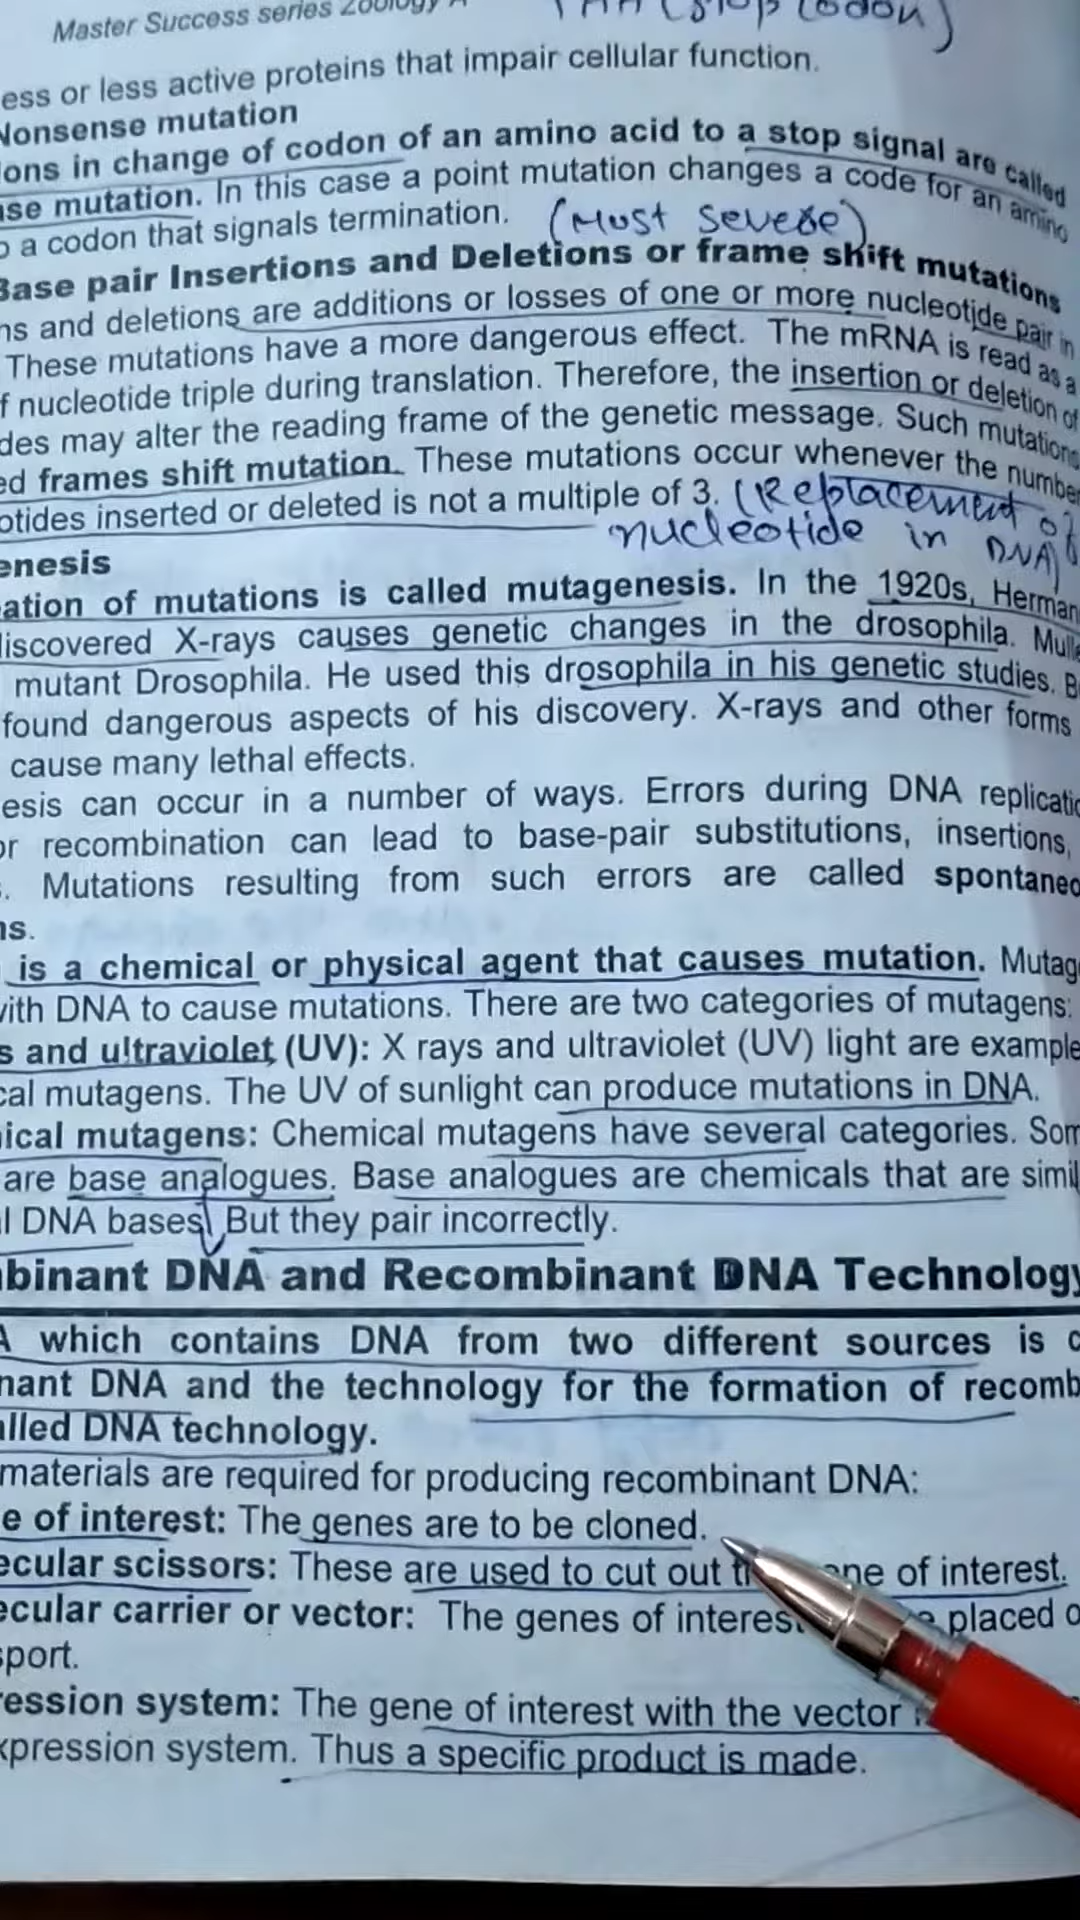 Master Success series Zoology A
(Stop Codon)
ess or less active proteins that impair cellular function.
Nonsense mutation
ons in change of codon of an amino acid to a stop signal are called
se mutation. In this case a point mutation changes a code for an amino
o a codon that signals termination. (Most Severe)
Base pair Insertions and Deletions or frame shift mutations
ns and deletions are additions or losses of one or more nucleotide pair in
These mutations have a more dangerous effect. The mRNA is read as a
f nucleotide triple during translation. Therefore, the insertion or deletion of
des may alter the reading frame of the genetic message. Such mutations
ed frames shift mutation. These mutations occur whenever the number
otides inserted or deleted is not a multiple of 3. (Replacement of
nucleotide in DNA)
enesis
ation of mutations is called mutagenesis. In the 1920s, Herman
discovered X-rays causes genetic changes in the drosophila. Mulle
mutant Drosophila. He used this drosophila in his genetic studies. B
found dangerous aspects of his discovery. X-rays and other forms
cause many lethal effects.
esis can occur in a number of ways. Errors during DNA replicatio
or recombination can lead to base-pair substitutions, insertions,
. Mutations resulting from such errors are called spontaneo
ns.
is a chemical or physical agent that causes mutation. Mutage
with DNA to cause mutations. There are two categories of mutagens:
s and ultraviolet (UV): X rays and ultraviolet (UV) light are example
cal mutagens. The UV of sunlight can produce mutations in DNA.
ical mutagens: Chemical mutagens have several categories. Som
are base analogues. Base analogues are chemicals that are simil
l DNA bases. But they pair incorrectly.
binant DNA and Recombinant DNA Technology
A which contains DNA from two different sources is c
nant DNA and the technology for the formation of recomb
alled DNA technology.
materials are required for producing recombinant DNA:
e of interest: The genes are to be cloned.
ecular scissors: These are used to cut out of interest.
ecular carrier or vector: The genes of interest placed o
sport.
ression system: The gene of interest with the vector
xpression system. Thus a specific product is made.